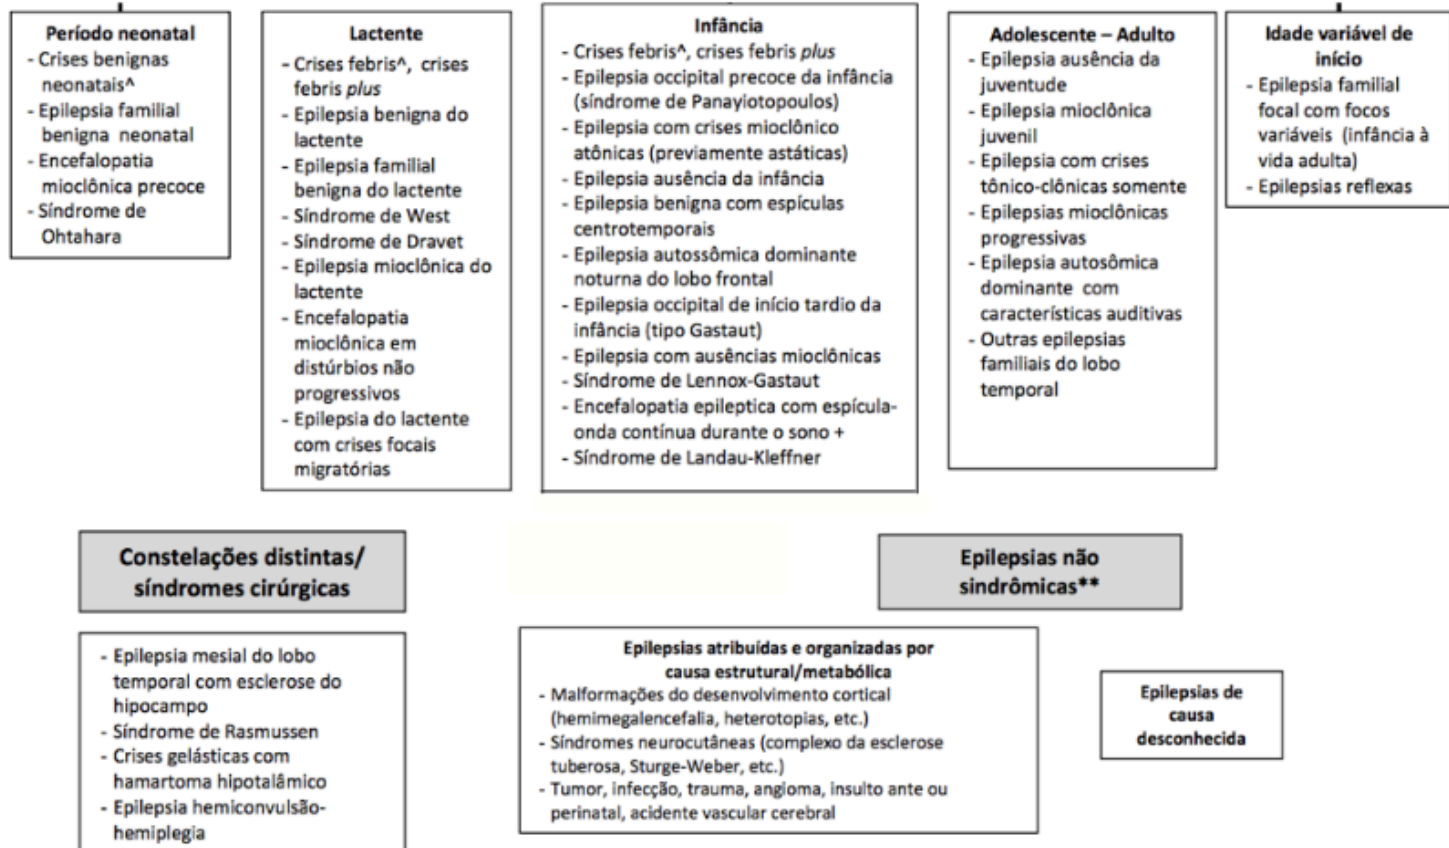 Período neonatal
- Crises benignas
neonatais^
- Epilepsia familial
benigna neonatal
- Encefalopatia
mioclônica precoce
- Síndrome de
Ohtahara
Lactente
- Crises febris^, crises
febris plus
- Epilepsia benigna do
lactente
- Epilepsia familial
benigna do lactente
- Síndrome de West
- Síndrome de Dravet
- Epilepsia mioclônica do
lactente
- Encefalopatia
mioclônica em
distúrbios não
progressivos
- Epilepsia do lactente
com crises focais
migratórias
Infância
- Crises febris^, crises febris plus
- Epilepsia occipital precoce da infância
(síndrome de Panayiotopoulos)
- Epilepsia com crises mioclônico
atônicas (previamente astáticas)
- Epilepsia ausência da infância
- Epilepsia benigna com espículas
centrotemporais
- Epilepsia autossômica dominante
noturna do lobo frontal
- Epilepsia occipital de início tardio da
infância (tipo Gastaut)
- Epilepsia com ausências mioclônicas
- Síndrome de Lennox-Gastaut
- Encefalopatia epileptica com espícula-
onda contínua durante o sono +
- Síndrome de Landau-Kleffner
Adolescente – Adulto
- Epilepsia ausência da
juventude
- Epilepsia mioclônica
juvenil
- Epilepsia com crises
tônico-clônicas somente
- Epilepsias mioclônicas
progressivas
- Epilepsia autosômica
dominante com
características auditivas
- Outras epilepsias
familiais do lobo
temporal
Idade variável de
início
- Epilepsia familial
focal com focos
variáveis (infância à
vida adulta)
- Epilepsias reflexas
Constelações distintas/
síndromes cirúrgicas
- Epilepsia mesial do lobo
temporal com esclerose do
hipocampo
- Síndrome de Rasmussen
- Crises gelásticas com
hamartoma hipotalâmico
- Epilepsia hemiconvulsão-
hemiplegia
Epilepsias não
sindrômicas**
Epilepsias atribuídas e organizadas por
causa estrutural/metabólica
- Malformações do desenvolvimento cortical
(hemimegalencefalia, heterotopias, etc.)
- Síndromes neurocutâneas (complexo da esclerose
tuberosa, Sturge-Weber, etc.)
- Tumor, infecção, trauma, angioma, insulto ante ou
perinatal, acidente vascular cerebral
Epilepsias de
causa
desconhecida